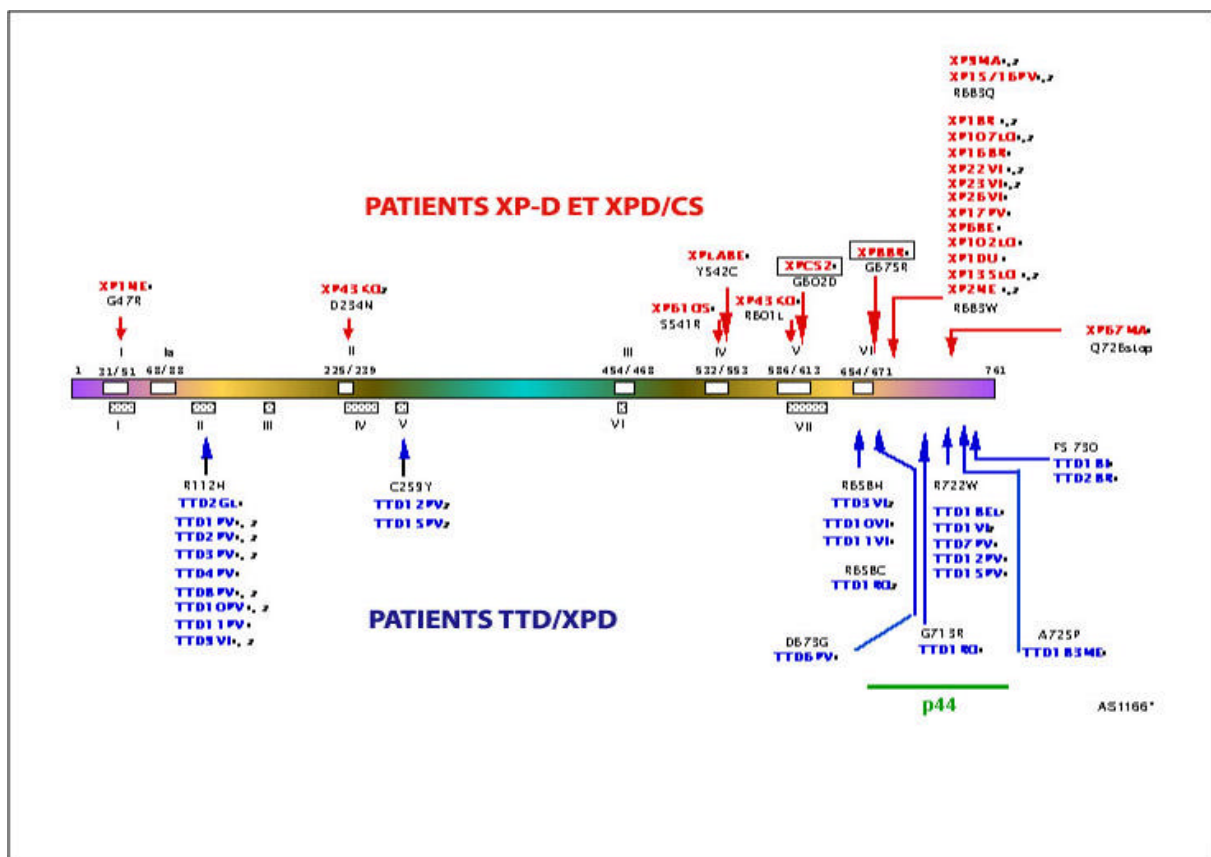 XP9MA
XP15/16PV
R683Q
XP1BR
XP107LO
XP16BR
XP22VI
XP23VI
XP26VI
XP17PV
XP6BE
XP102LO
XP1DU
XP135LO
XP2NE
R683W
PATIENTS XP-D ET XPD/CS
XPLABE
Y542C
XPCS2
G602D
XP8BR
G675R
XP1NE
G47R
XP43KO
D234N
XP61OS
S541R
XP43KO
R601L
XP67MA
Q726stop
I Ia II III IV V VI
1 31/51 68/88 225/239 454/468 532/553 586/613 654/671 761
I II III IV V VI VII
R112H
TTD2GL
TTD1PV
TTD2PV
TTD3PV
TTD4PV
TTD8PV
TTD10PV
TTD11PV
TTD9VI
C259Y
TTD12PV
TTD15PV
R658H
TTD3VI
TTD10VI
TTD11VI
R658C
TTD1RO
R722W
TTD1BEL
TTD1VI
TTD7PV
TTD12PV
TTD15PV
FS 730
TTD1BI
TTD2BR
PATIENTS TTD/XPD
D673G
TTD6PV
G713R
TTD1RO
A725P
TTD183ME
p44
AS1166*